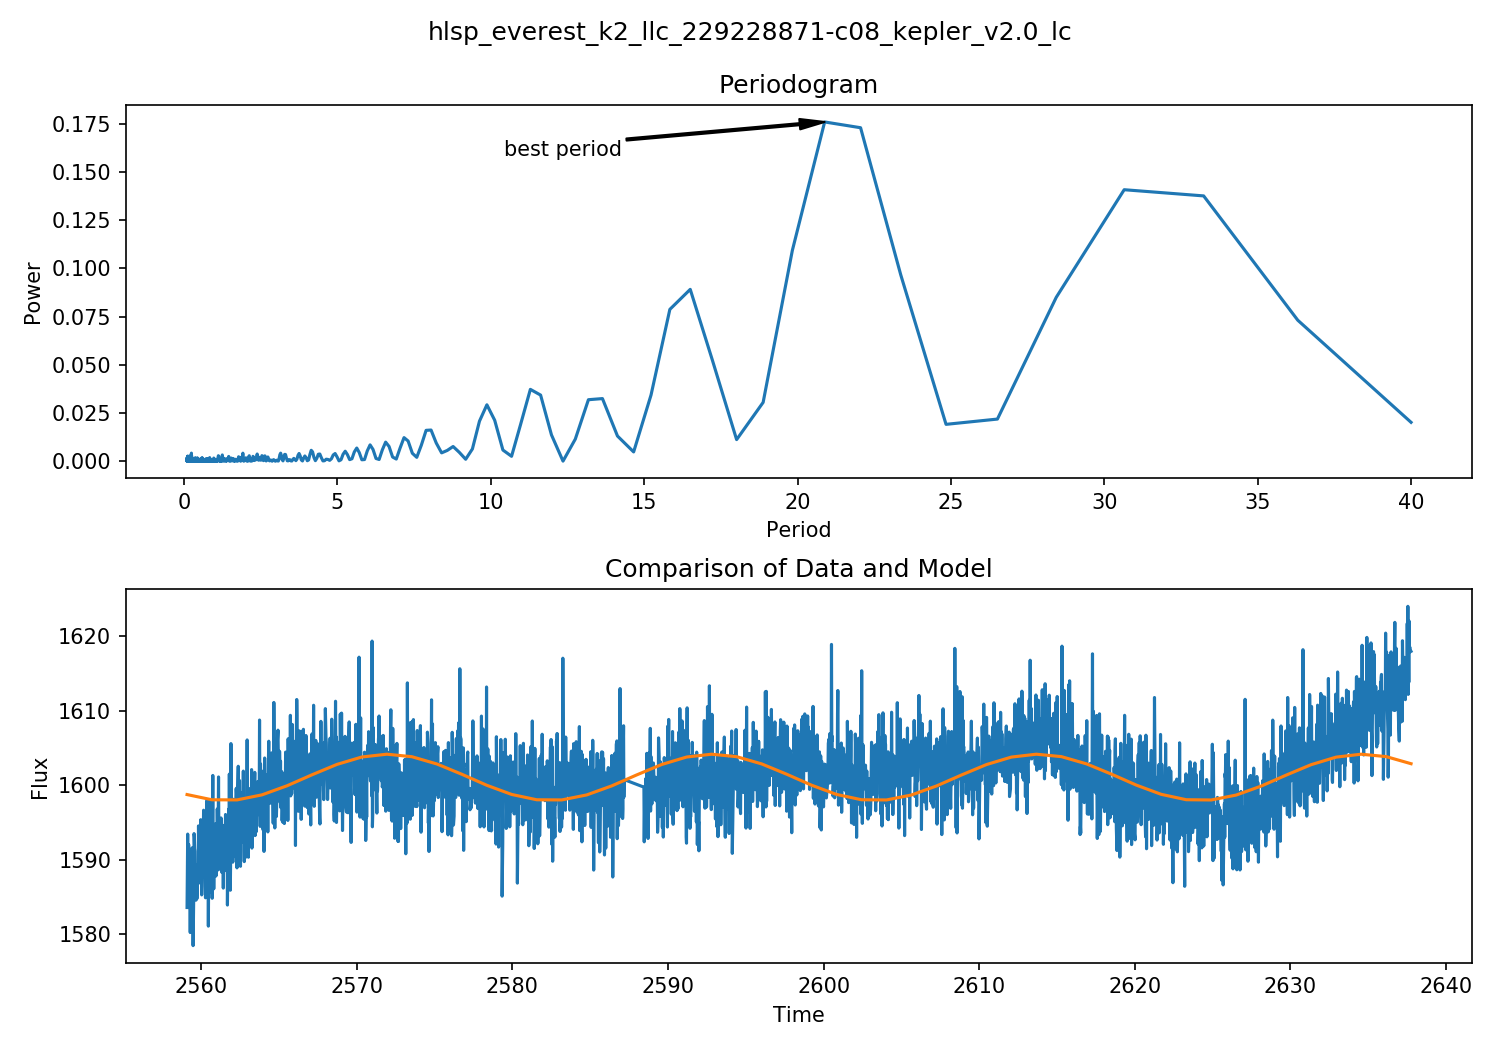 hlsp_everest_k2_llc_229228871-c08_kepler_v2.0_lc
Periodogram
0.175
0.150
0.125
0.100
0.075
0.050
0.025
0.000
Power
best period
0 5 10 15 20 25 30 35 40
Period
Comparison of Data and Model
1620
1610
1600
1590
1580
Flux
2560 2570 2580 2590 2600 2610 2620 2630 2640
Time